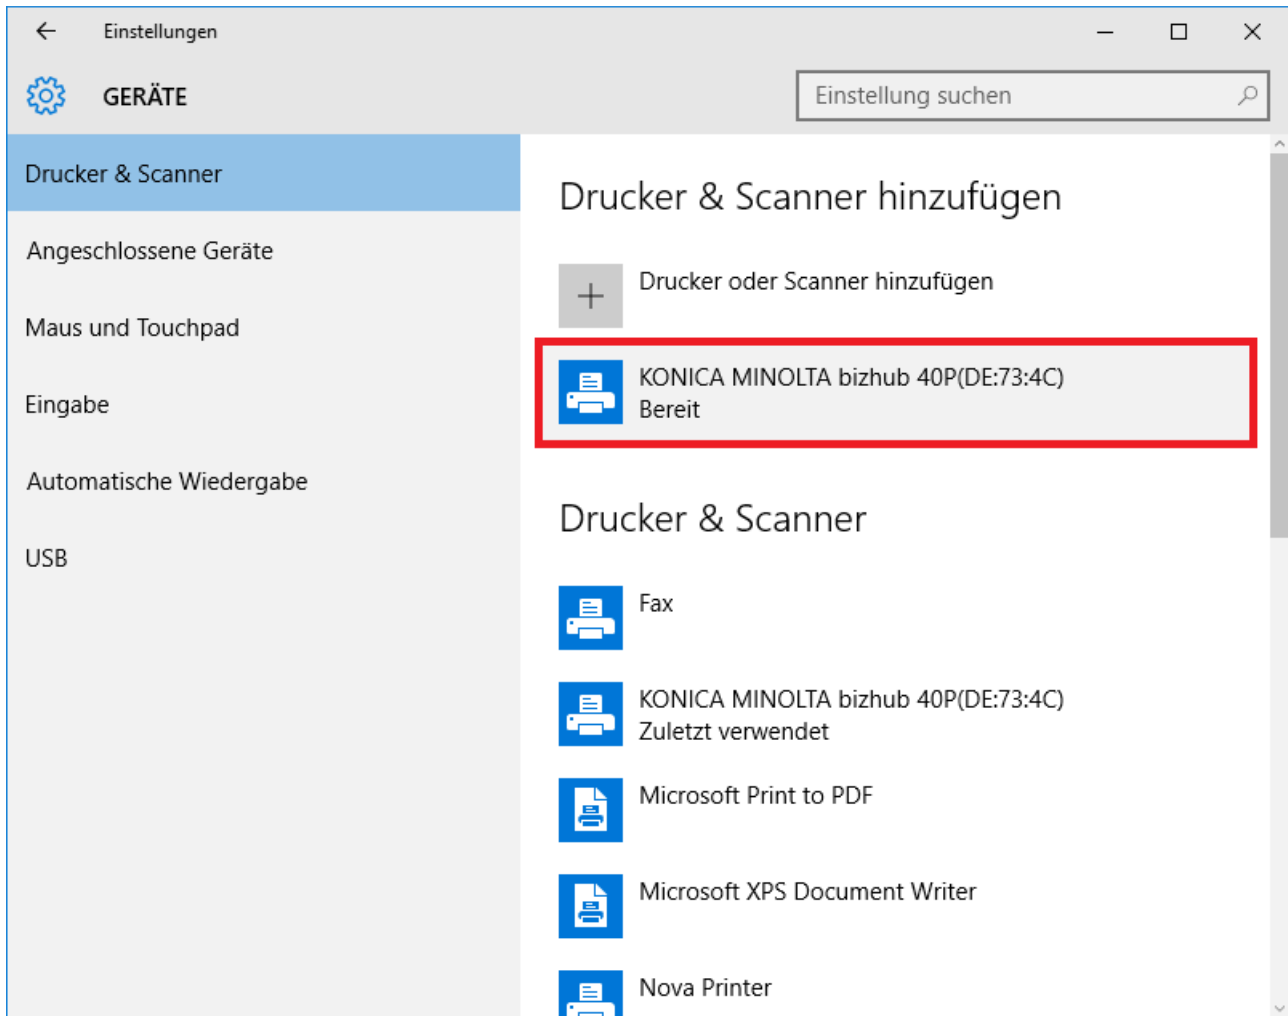 Einstellungen
GERÄTE
Einstellung suchen
Drucker & Scanner
Angeschlossene Geräte
Maus und Touchpad
Eingabe
Automatische Wiedergabe
USB
Drucker & Scanner hinzufügen
Drucker oder Scanner hinzufügen
KONICA MINOLTA bizhub 40P(DE:73:4C)
Bereit
Drucker & Scanner
Fax
KONICA MINOLTA bizhub 40P(DE:73:4C)
Zuletzt verwendet
Microsoft Print to PDF
Microsoft XPS Document Writer
Nova Printer